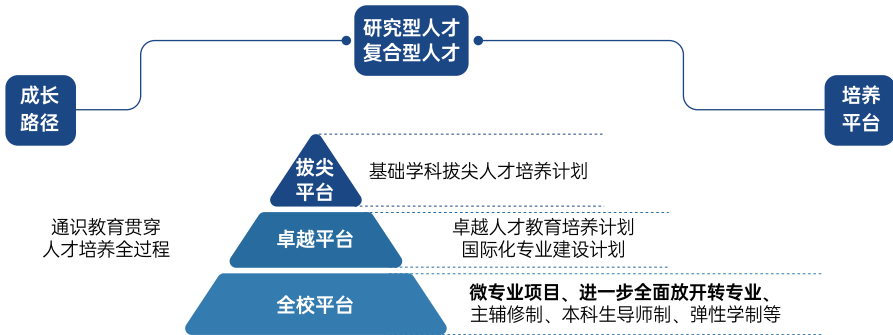 研究型人才
复合型人才
成长
路径
培养
平台
拔尖
平台
基础学科拔尖人才培养计划
通识教育贯穿
人才培养全过程
卓越平台
卓越人才教育培养计划
国际化专业建设计划
全校平台
微专业项目、进一步全面放开转专业、
主辅修制、本科生导师制、弹性学制等